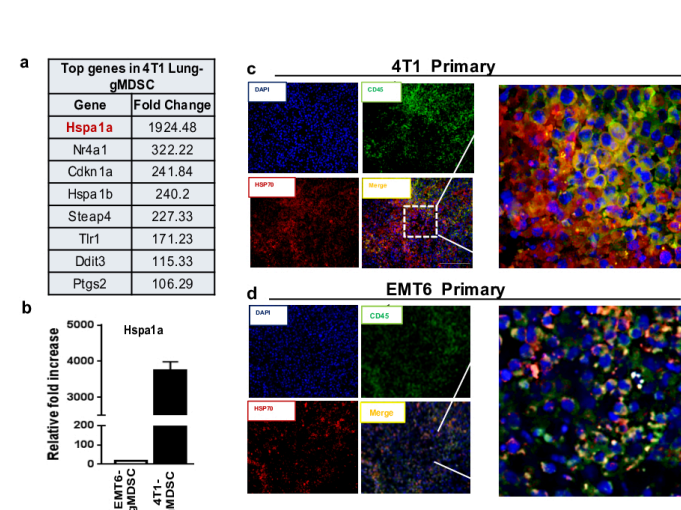 a
Top genes in 4T1 Lung-
gMDSC
Gene Fold Change
Hspa1a 1924.48
Nr4a1 322.22
Cdkn1a 241.84
Hspa1b 240.2
Steap4 227.33
Tlr1 171.23
Ddit3 115.33
Ptgs2 106.29
b
Hspa1a
Relative fold increase
5000
4000
3000
200
100
0
EMT6-
gMDSC
4T1-
MDSC
c
4T1 Primary
DAPI
CD45
HSP70
Merge
d
EMT6 Primary
DAPI
CD45
HSP70
Merge